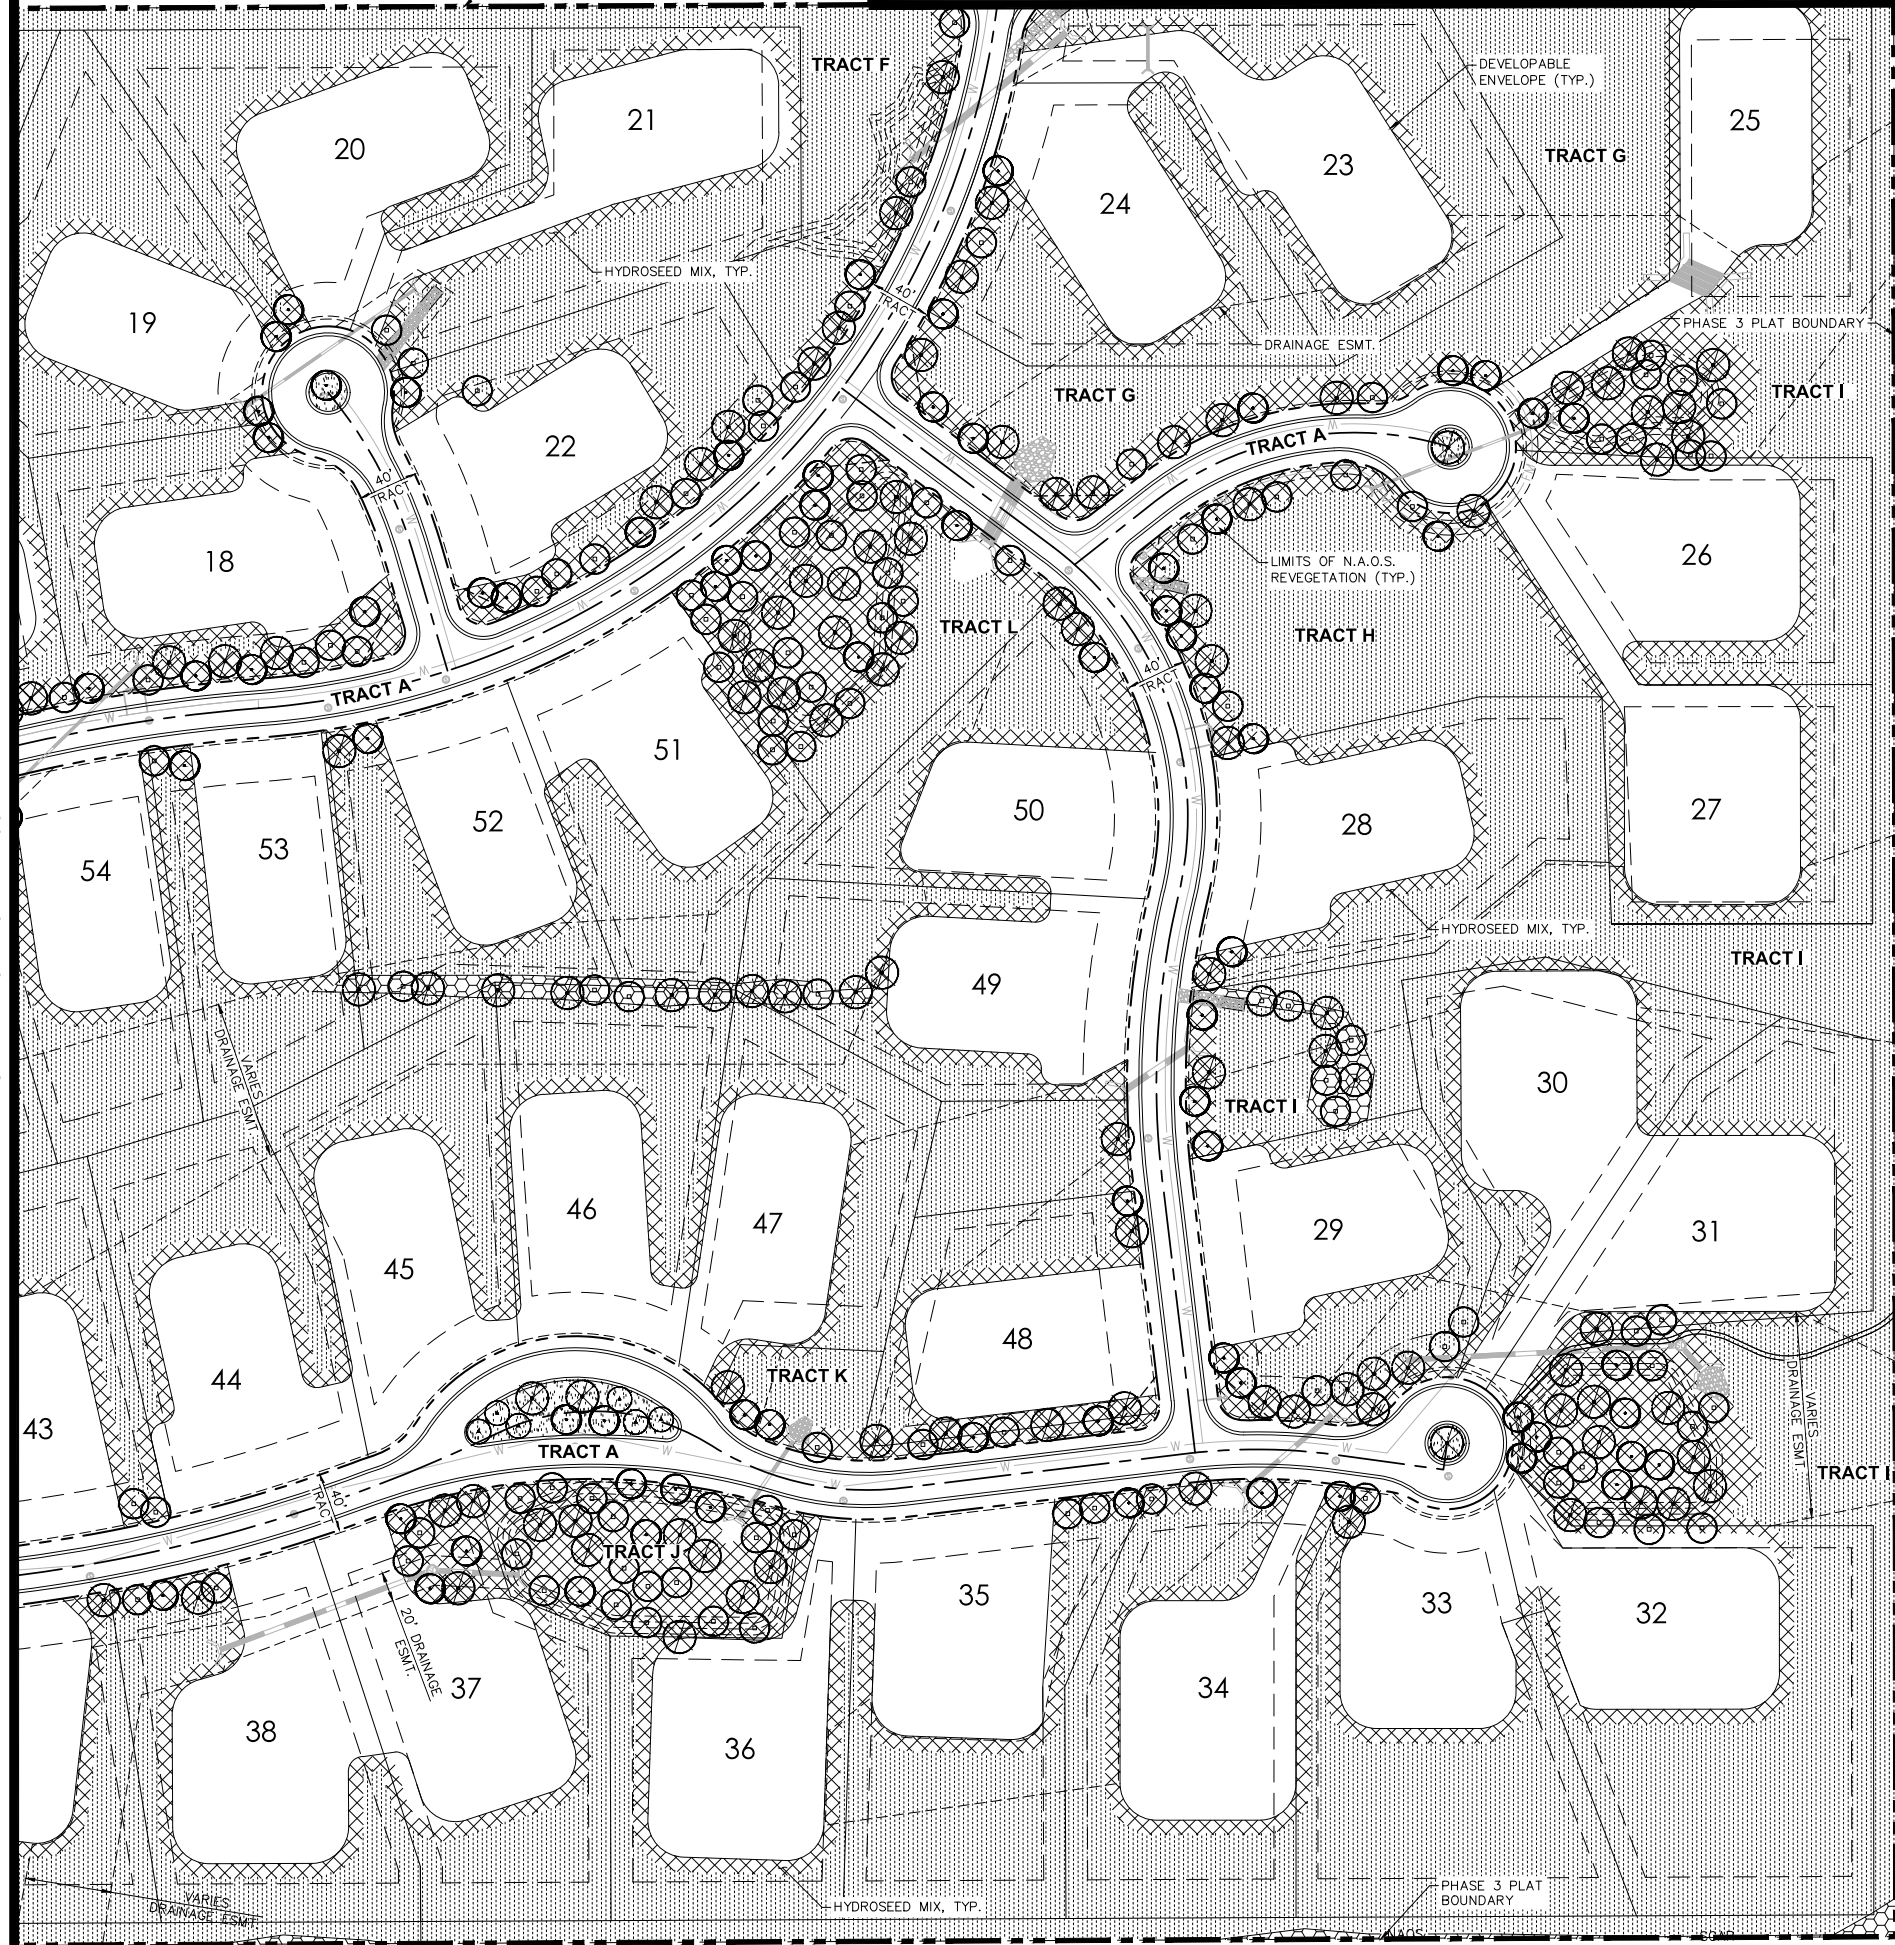 TRACT F
DEVELOPABLE
ENVELOPE (TYP.)
21
25
20
TRACT G
23
24
HYDROSEED MIX, TYP.
40'
TRACT
19
PHASE 3 PLAT BOUNDARY
DRAINAGE ESMT.
TRACT G
TRACT I
22
TRACT A
40'
TRACT
18
LIMITS OF N.A.O.S.
REVEGETATION (TYP.)
26
TRACT L
TRACT H
40'
TRACT
TRACT A
51
50
27
52
28
53
54
HYDROSEED MIX, TYP.
TRACT I
49
VARIES
DRAINAGE ESMT.
30
TRACT I
46
47
29
31
45
48
44
TRACT K
VARIES
DRAINAGE ESMT.
43
TRACT A
TRACT I
40'
TRACT
TRACT J
35
33
32
20' DRAINAGE
ESMT.
37
34
38
36
PHASE 3 PLAT
BOUNDARY
VARIES
DRAINAGE ESMT.
HYDROSEED MIX, TYP.
NAOS